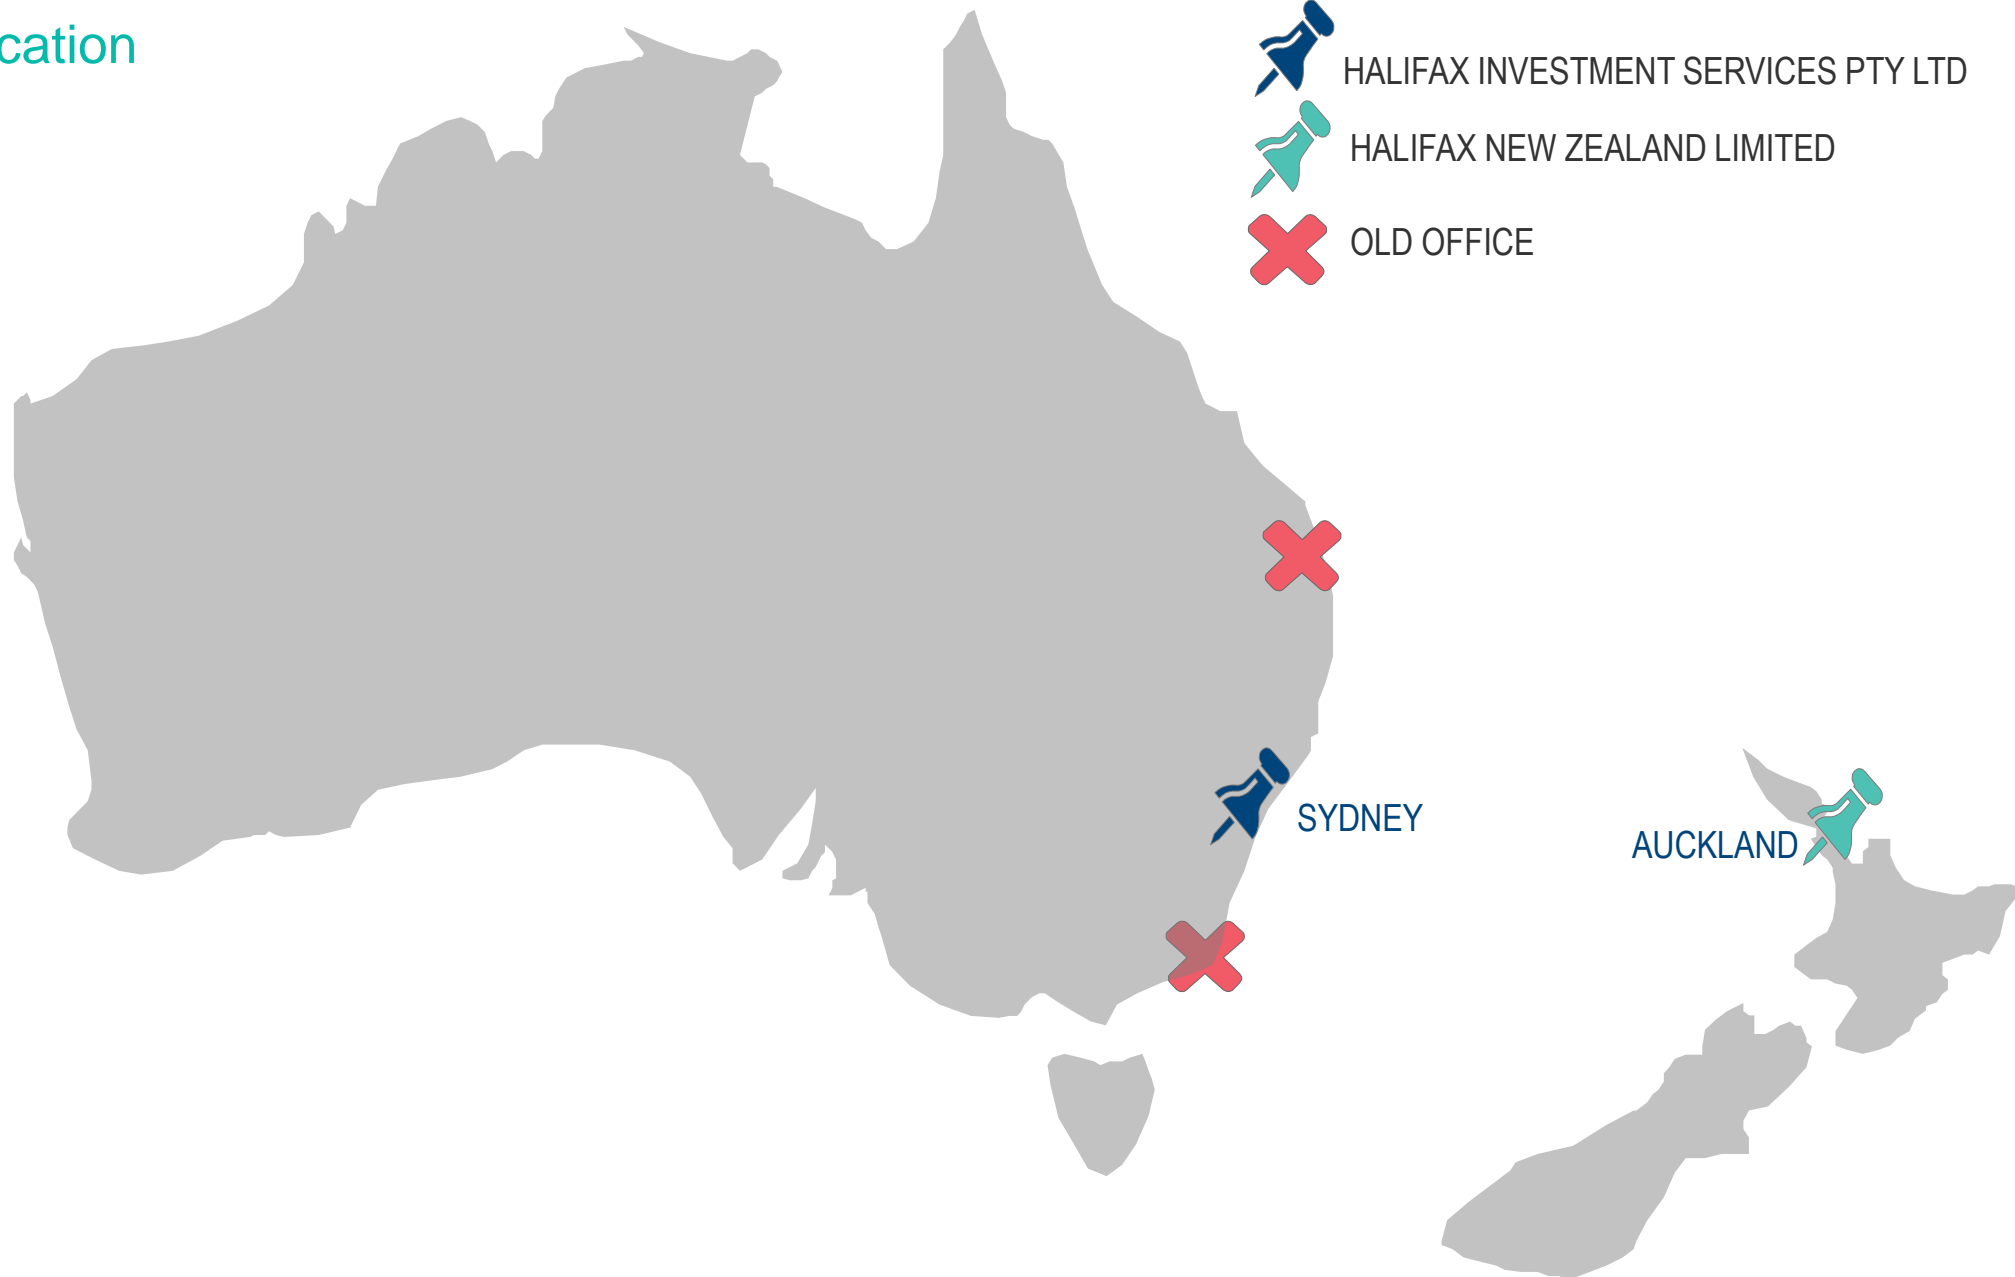 cation
HALIFAX INVESTMENT SERVICES PTY LTD
HALIFAX NEW ZEALAND LIMITED
OLD OFFICE
SYDNEY
AUCKLAND